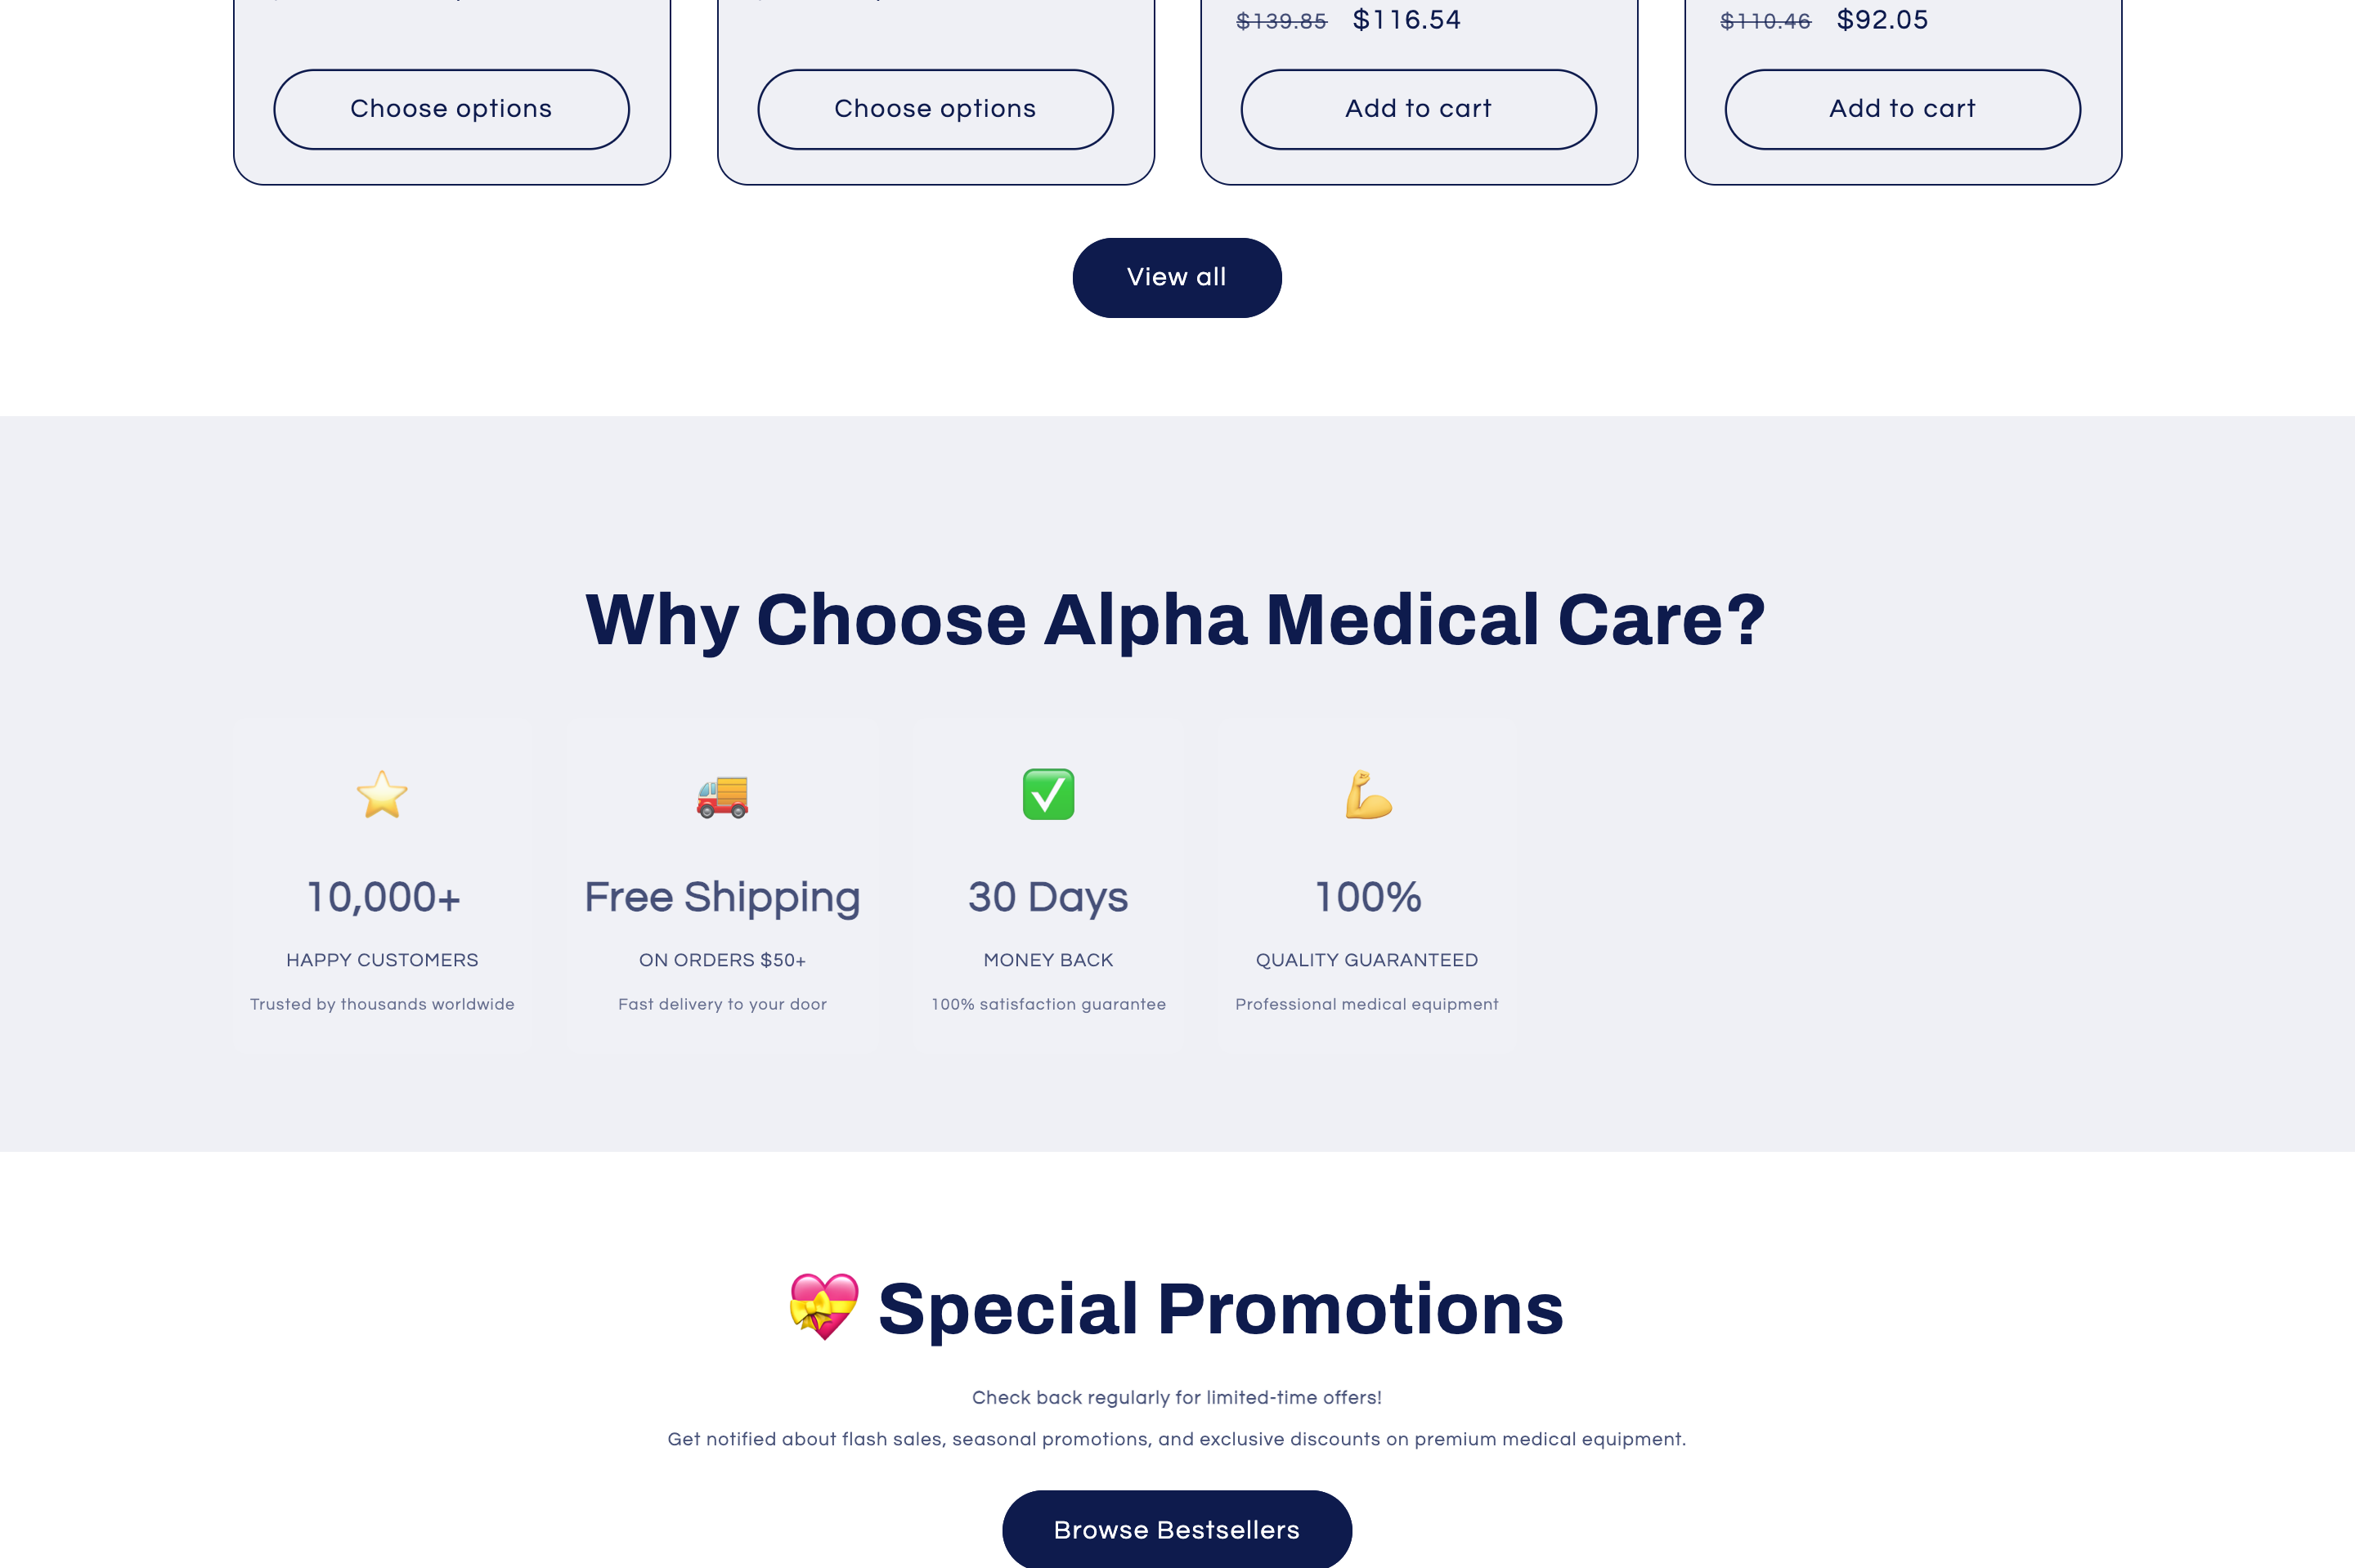 $139.85 $116.54 $110.46 $92.05
Choose options Choose options Add to cart Add to cart
View all
Why Choose Alpha Medical Care?
10,000+
HAPPY CUSTOMERS
Trusted by thousands worldwide
Free Shipping
ON ORDERS $50+
Fast delivery to your door
30 Days
MONEY BACK
100% satisfaction guarantee
100%
QUALITY GUARANTEED
Professional medical equipment
💝 Special Promotions
Check back regularly for limited-time offers!
Get notified about flash sales, seasonal promotions, and exclusive discounts on premium medical equipment.
Browse Bestsellers